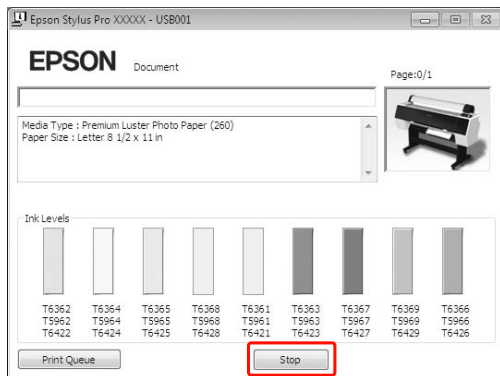 Epson Stylus Pro XXXXX - USB001
EPSON Document
Page:0/1
Media Type : Premium Luster Photo Paper (260)
Paper Size : Letter 8 1/2 x 11 in
Ink Levels
T6362 T6364 T6365 T6368 T6361 T6363 T6367 T6369 T6366
T5962 T5964 T5965 T5968 T5961 T5963 T5967 T5969 T5966
T6422 T6424 T6425 T6428 T6421 T6423 T6427 T6429 T6426
Print Queue Stop